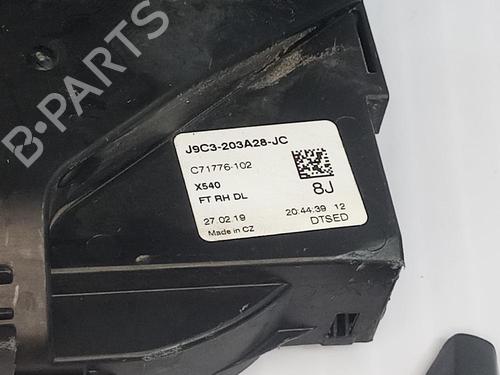 B-PARTS
J9C3-203A28-JC
C71776-102
X540
8J
FT RH DL
27.02.19 20:44.39 12
Made in CZ DTSED